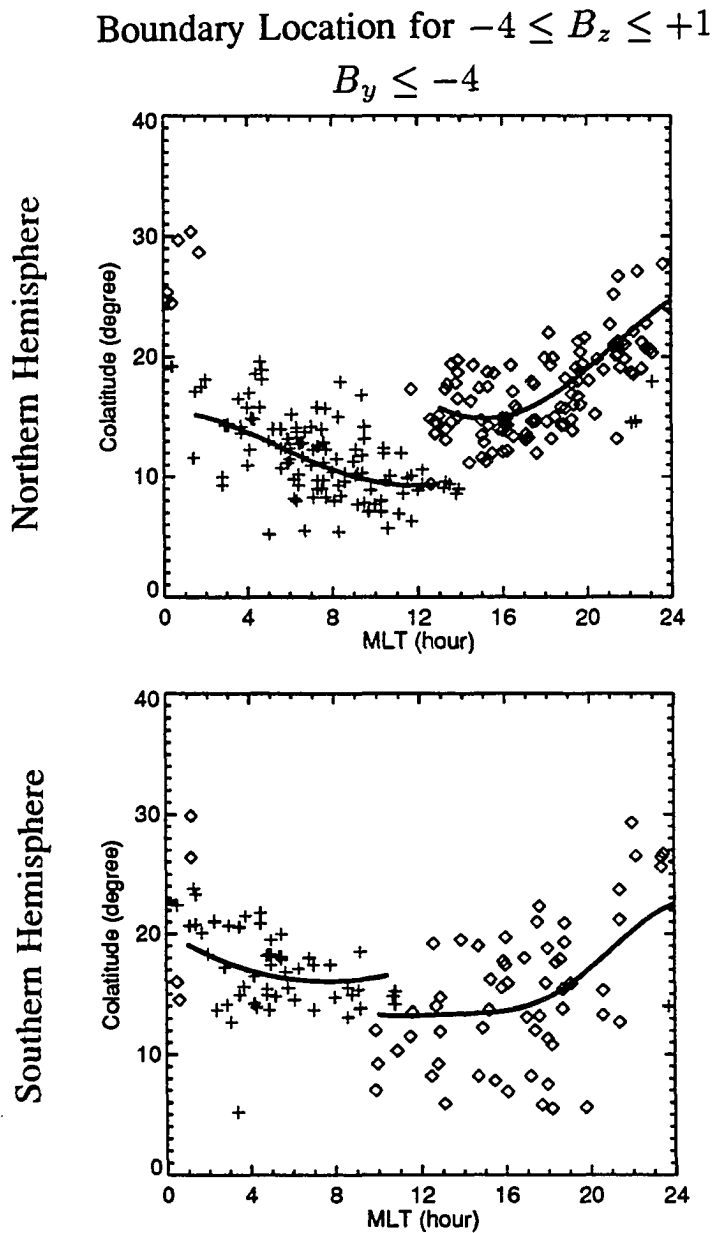 Boundary Location for −4 ≤ B_z ≤ +1
B_y ≤ −4
Northern Hemisphere
Colatitude (degree)
40
30
20
10
0
0 4 8 12 16 20 24
MLT (hour)
Southern Hemisphere
Colatitude (degree)
40
30
20
10
0
0 4 8 12 16 20 24
MLT (hour)